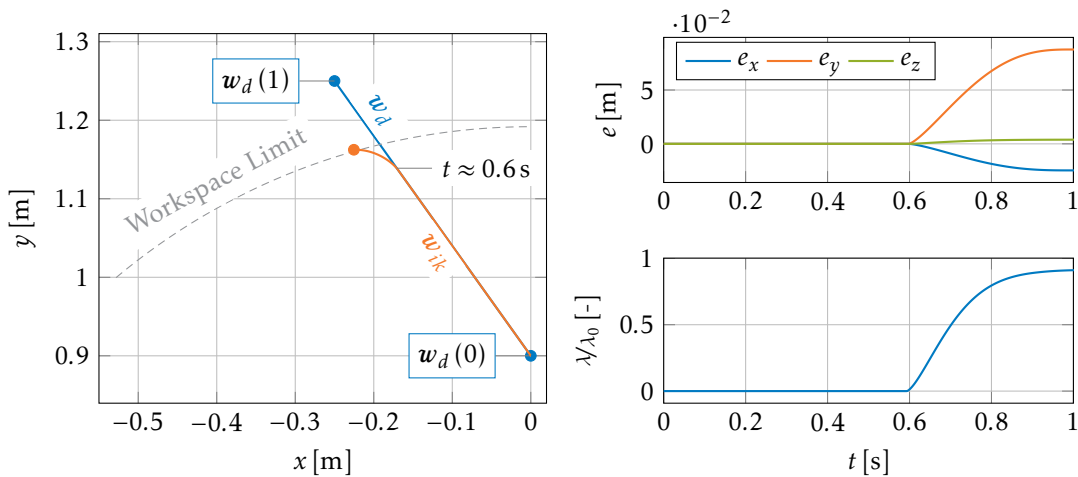 1.3
1.2
1.1
1
0.9
y [m]
−0.5
−0.4
−0.3
−0.2
−0.1
0
x [m]
w_d (1)
w_d
Workspace Limit
t ≈ 0.6 s
w_ik
w_d (0)
·10^−2
e_x
e_y
e_z
5
0
e [m]
0
0.2
0.4
0.6
0.8
1
1
0.5
0
λ/λ_0 [-]
0
0.2
0.4
0.6
0.8
1
t [s]